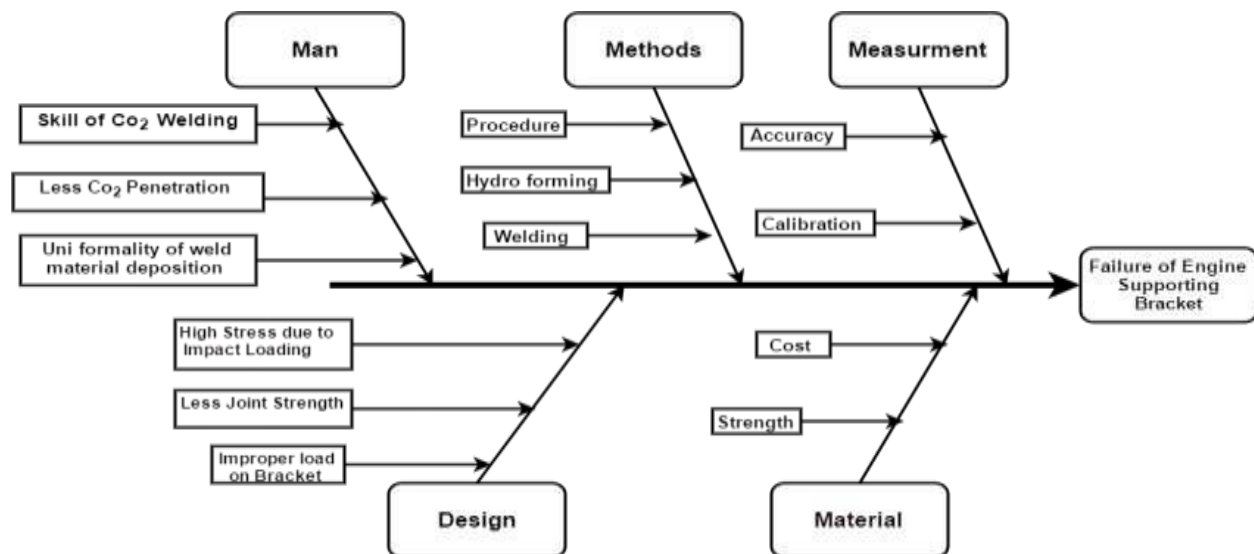 Man
Methods
Measurment
Skill of Co₂ Welding
Less Co₂ Penetration
Uni formality of weld
material deposition
Procedure
Hydro forming
Welding
Accuracy
Calibration
Failure of Engine
Supporting
Bracket
High Stress due to
Impact Loading
Less Joint Strength
Improper load
on Bracket
Cost
Strength
Design
Material